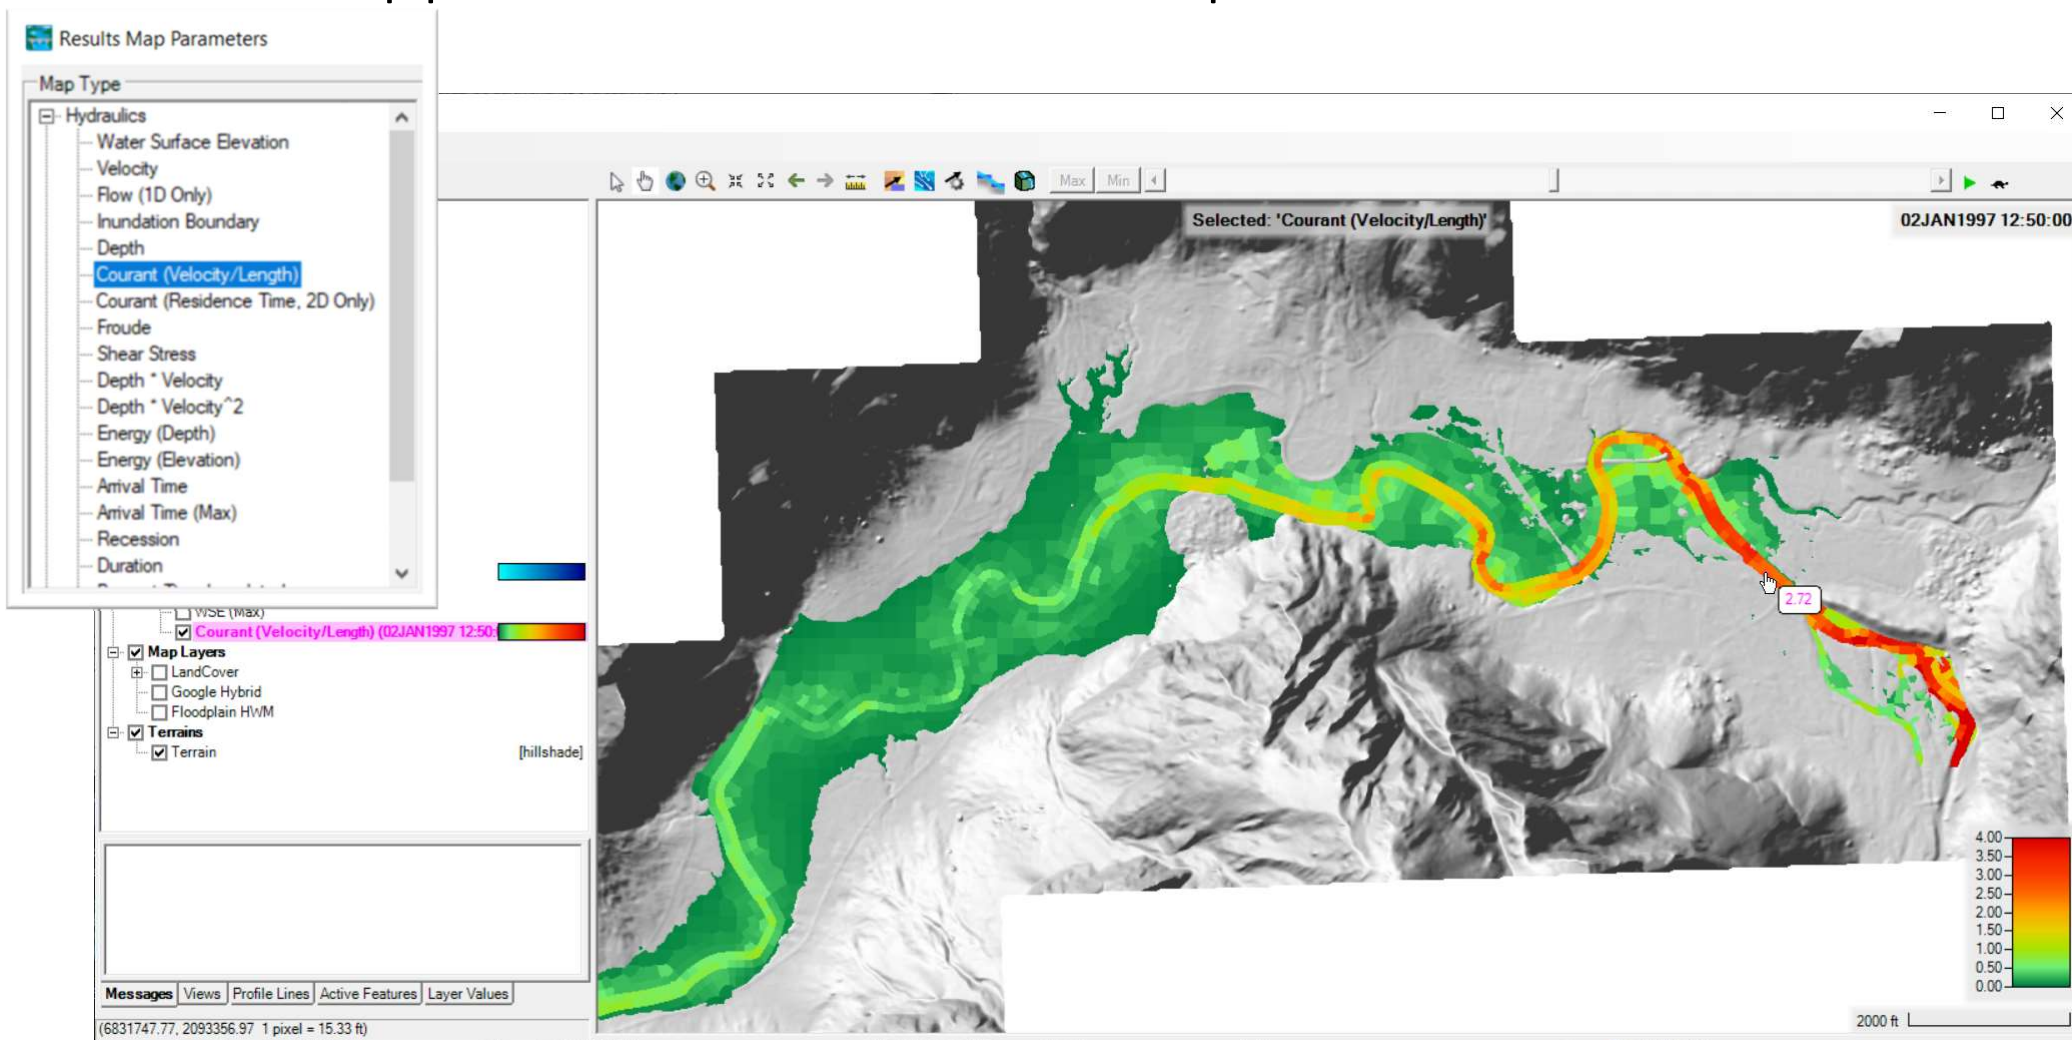 Results Map Parameters
Map Type
Hydraulics
Water Surface Elevation
Velocity
Flow (1D Only)
Inundation Boundary
Depth
Courant (Velocity/Length)
Courant (Residence Time, 2D Only)
Froude
Shear Stress
Depth * Velocity
Depth * Velocity^2
Energy (Depth)
Energy (Elevation)
Arrival Time
Arrival Time (Max)
Recession
Duration
Max
Min
Selected: 'Courant (Velocity/Length)'
02JAN1997 12:50:00
2.72
WSE (Max)
Courant (Velocity/Length) (02JAN1997 12:50:
Map Layers
LandCover
Google Hybrid
Floodplain HWM
Terrains
Terrain [hillshade]
4.00
3.50
3.00
2.50
2.00
1.50
1.00
0.50
0.00
2000 ft
Messages Views Profile Lines Active Features Layer Values
(6831747.77, 2093356.97 1 pixel = 15.33 ft)